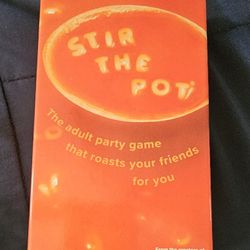 STIR
THE
POT
The adult party game
that roasts your friends
for you